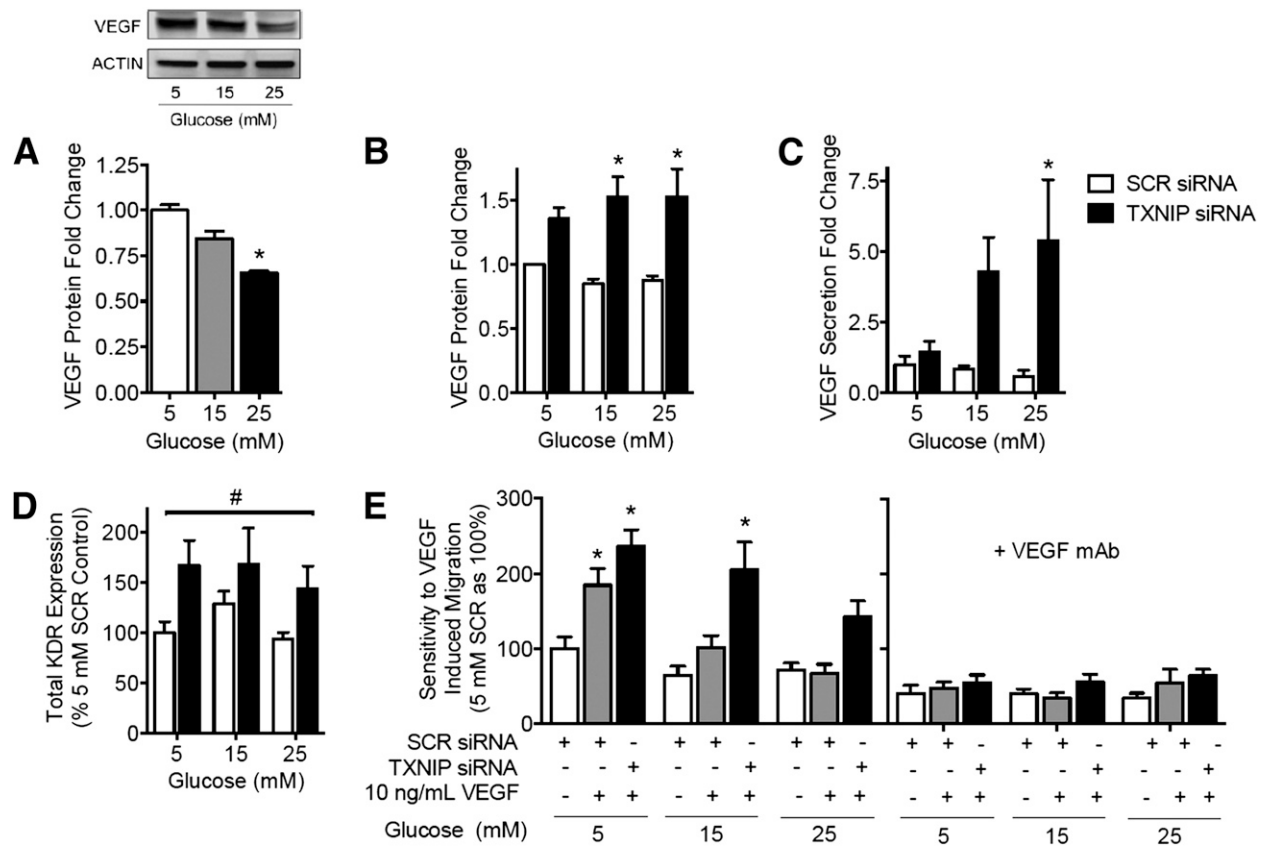 VEGF
ACTIN
5 15 25
Glucose (mM)
A
VEGF Protein Fold Change
1.25
1.00
0.75
0.50
0.25
0.00
*
5 15 25
Glucose (mM)
B
VEGF Protein Fold Change
1.5
1.0
0.5
0.0
* *
5 15 25
Glucose (mM)
C
VEGF Secretion Fold Change
7.5
5.0
2.5
0.0
*
5 15 25
Glucose (mM)
SCR siRNA
TXNIP siRNA
D
Total KDR Expression
(% 5 mM SCR Control)
200
150
100
50
0
#
5 15 25
Glucose (mM)
E
Sensitivity to VEGF
Induced Migration
(5 mM SCR as 100%)
300
200
100
0
* * *
+ VEGF mAb
SCR siRNA + + - + + - + + - + + - + + - + + -
TXNIP siRNA - - + - - + - - + - - + - - + - - +
10 ng/mL VEGF - + + - + + - + + - + + - + + - + +
Glucose (mM) 5 15 25 5 15 25